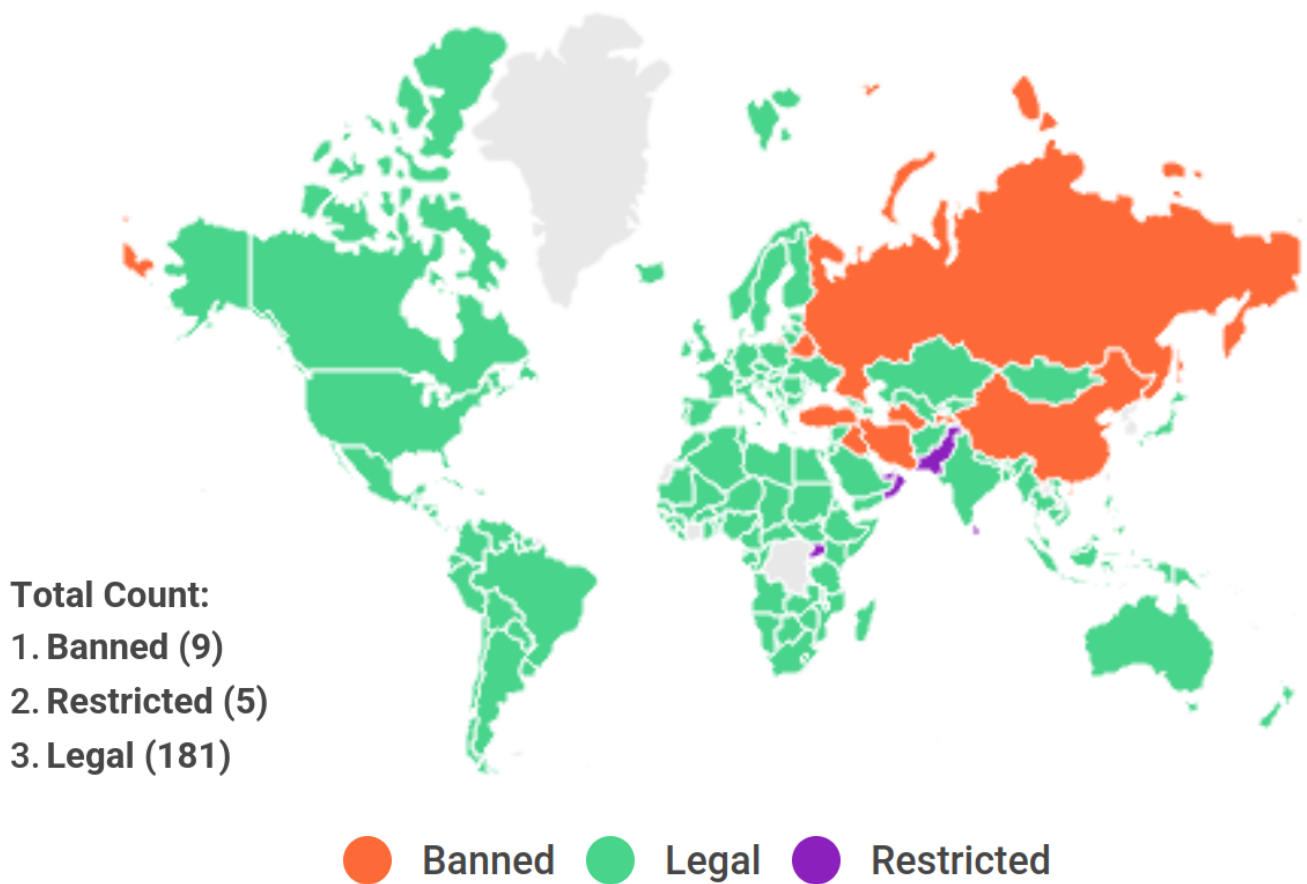 Total Count:
1. Banned (9)
2. Restricted (5)
3. Legal (181)
Banned Legal Restricted